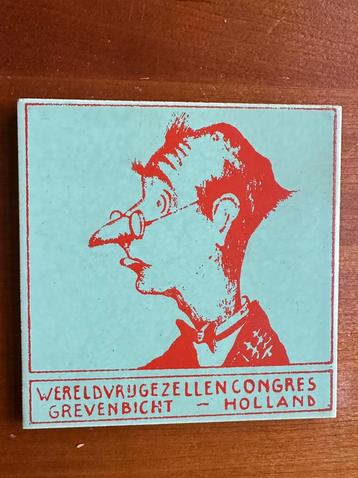 WERELDVRIJGEZELLENCONGRES
GREVENBICHT – HOLLAND